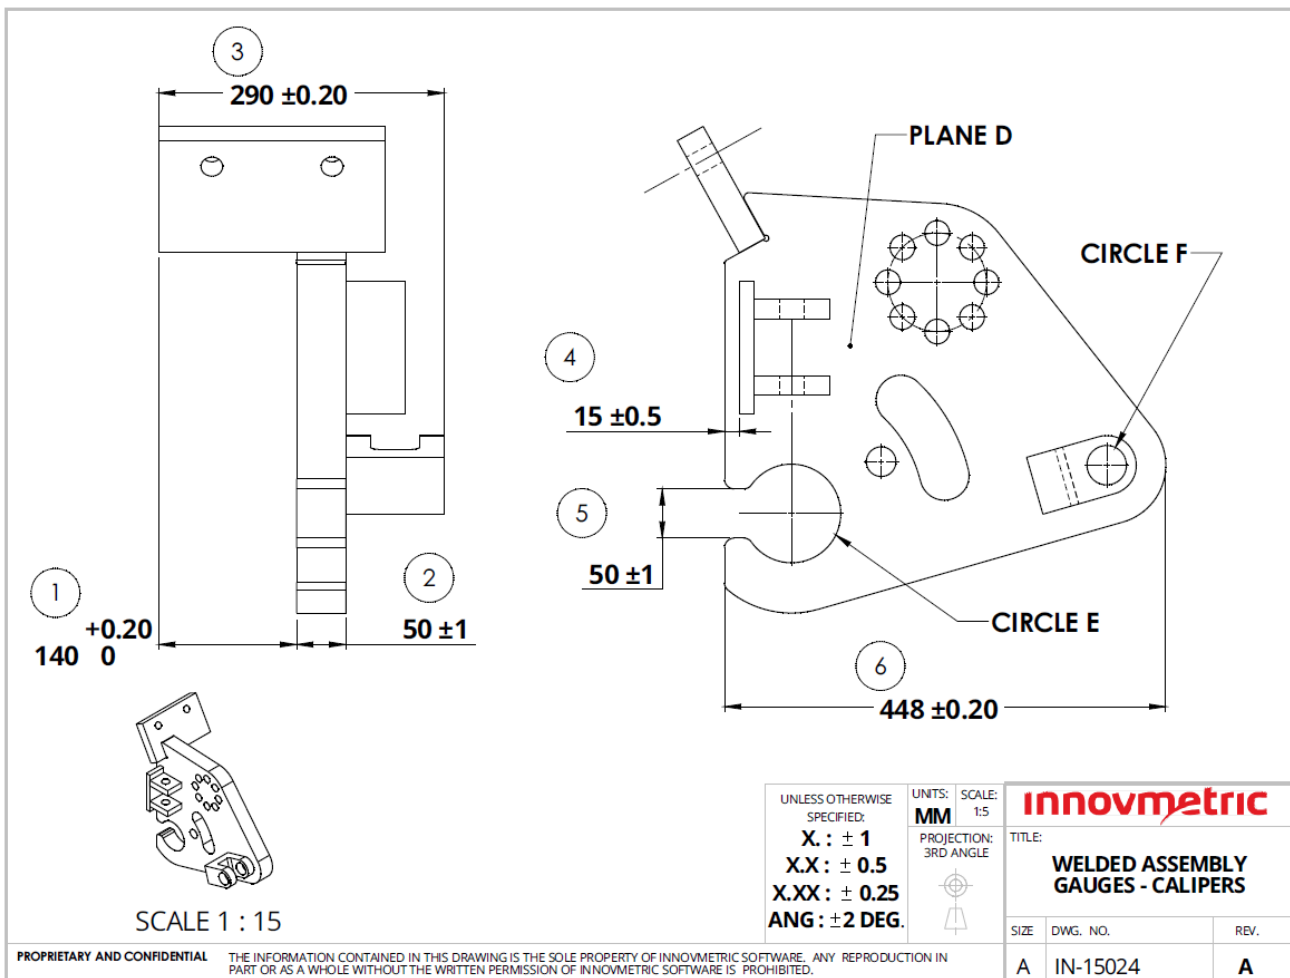 3
290 ±0.20
PLANE D
CIRCLE F
4
15 ±0.5
5
50 ±1
1
+0.20
140 0
2
50 ±1
CIRCLE E
6
448 ±0.20
SCALE 1 : 15
UNLESS OTHERWISE
SPECIFIED:
X. : ± 1
X.X : ± 0.5
X.XX : ± 0.25
ANG : ±2 DEG.
UNITS:
MM
SCALE:
1:5
PROJECTION:
3RD ANGLE
innovmetric
TITLE:
WELDED ASSEMBLY
GAUGES - CALIPERS
SIZE
A
DWG. NO.
IN-15024
REV.
A
PROPRIETARY AND CONFIDENTIAL
THE INFORMATION CONTAINED IN THIS DRAWING IS THE SOLE PROPERTY OF INNOVMETRIC SOFTWARE. ANY REPRODUCTION IN
PART OR AS A WHOLE WITHOUT THE WRITTEN PERMISSION OF INNOVMETRIC SOFTWARE IS PROHIBITED.